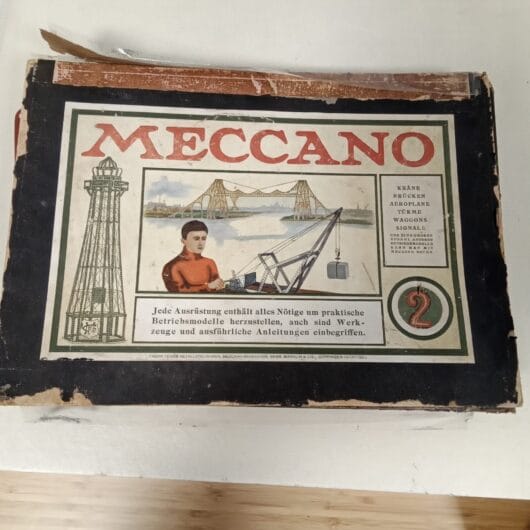 MECCANO
KRÄNE
BRÜCKEN
AEROPLANE
TÜRME
WAGGONS
SIGNALE
2
Jede Ausrüstung enthält alles Nötige um praktische
Betriebsmodelle herzustellen, auch sind Werk-
zeuge und ausführliche Anleitungen einbegriffen.